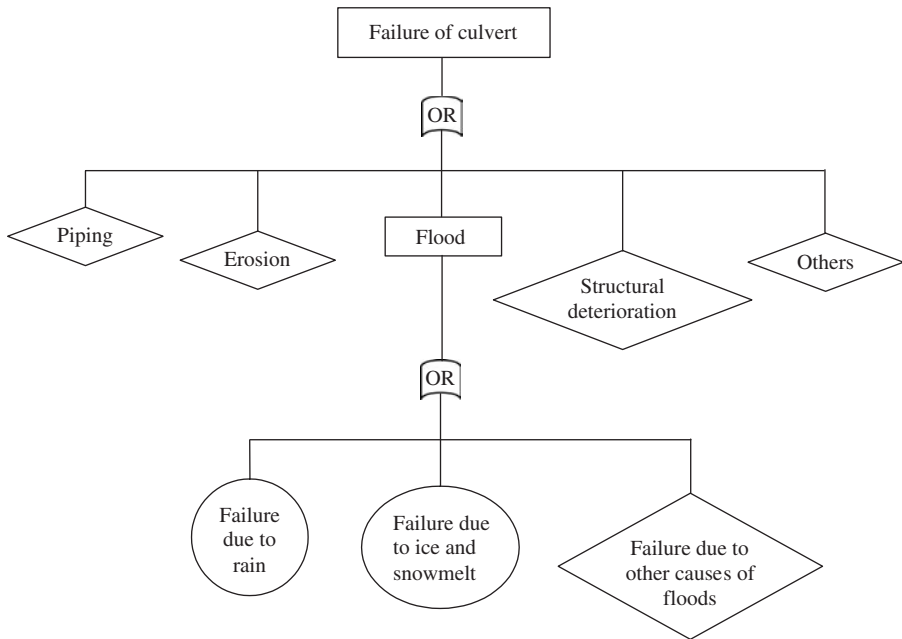 Failure of culvert
OR
Piping
Erosion
Flood
Structural
deterioration
Others
OR
Failure
due to
rain
Failure due
to ice and
snowmelt
Failure due to
other causes of
floods